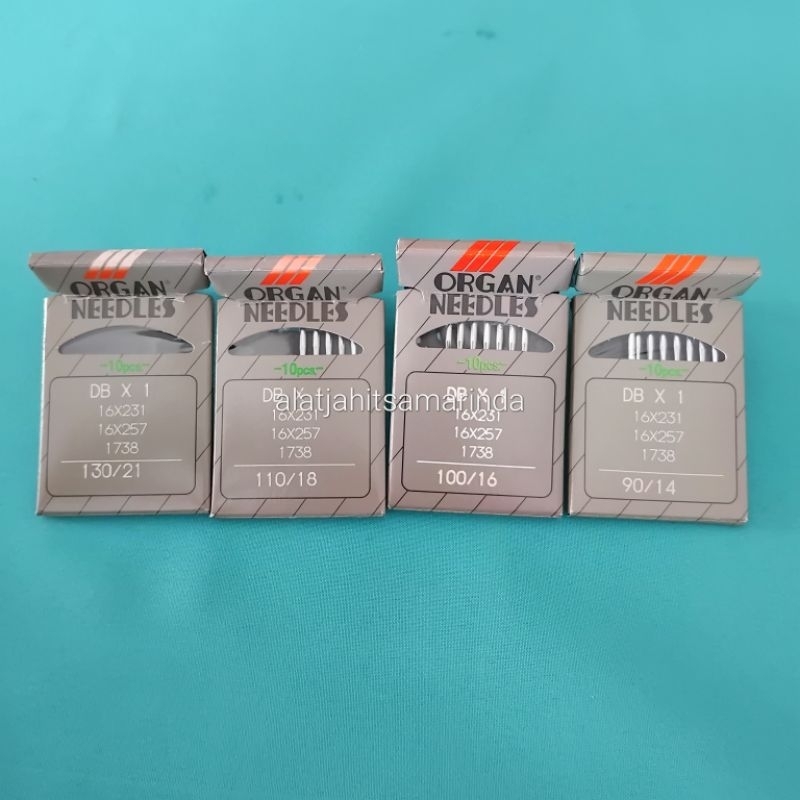 ORGAN®
NEEDLES
-10pcs.-
DB X 1
16X231
16X257
1738
130/21
ORGAN®
NEEDLES
-10pcs.-
DB X
16X231
16X257
1738
110/18
ORGAN®
NEEDLES
-10pcs.-
DB X 1
16X231
16X257
1738
100/16
ORGAN®
NEEDLES
-10pcs.-
DB X 1
16X231
16X257
1738
90/14
alatjahitsamarinda